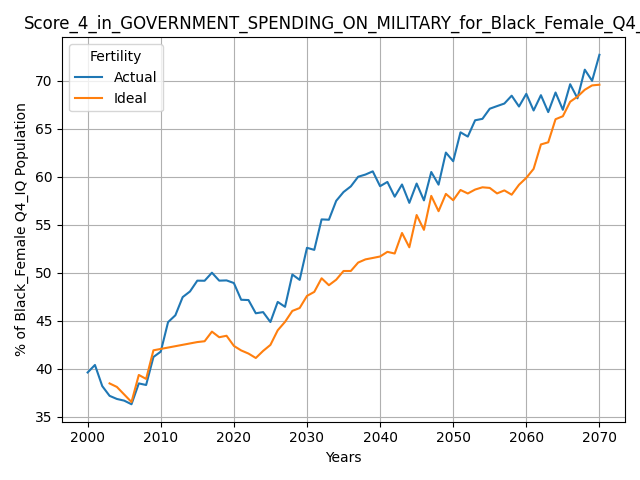 Score_4_in_GOVERNMENT_SPENDING_ON_MILITARY_for_Black_Female_Q4_
Fertility
Actual
Ideal
% of Black_Female Q4_IQ Population
70
65
60
55
50
45
40
35
2000 2010 2020 2030 2040 2050 2060 2070
Years